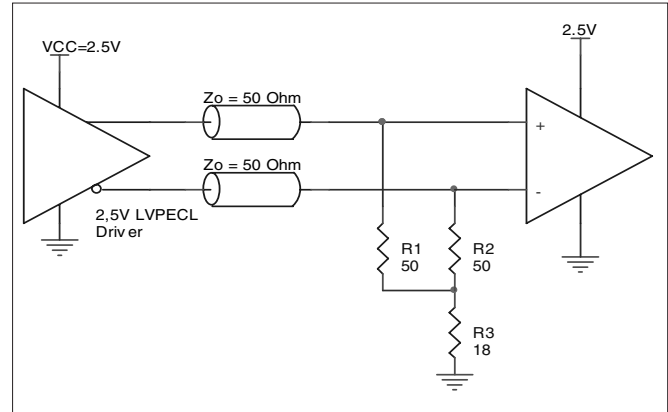 2.5V
VCC=2.5V
Zo = 50 Ohm
+
Zo = 50 Ohm
-
2,5V LVPECL
Driver
R1
50
R2
50
R3
18